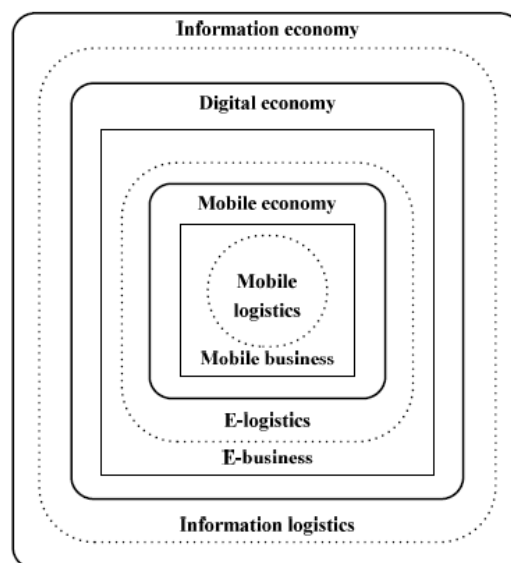 Information economy
Digital economy
Mobile economy
Mobile
logistics
Mobile business
E-logistics
E-business
Information logistics